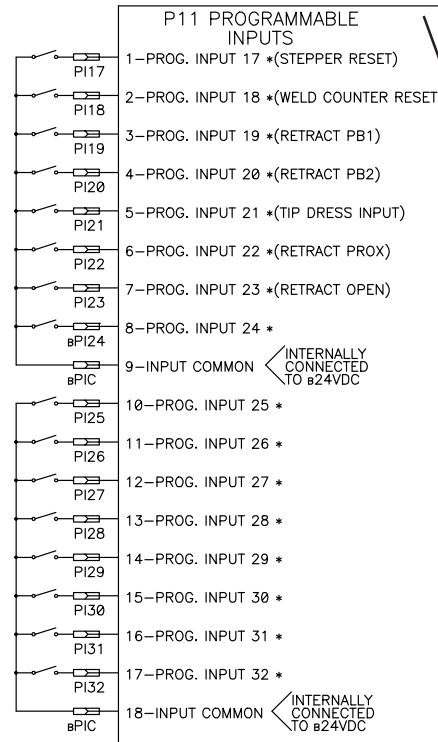 P11 PROGRAMMABLE
INPUTS
1-PROG. INPUT 17 *(STEPPER RESET)
PI17
2-PROG. INPUT 18 *(WELD COUNTER RESET
PI18
3-PROG. INPUT 19 *(RETRACT PB1)
PI19
4-PROG. INPUT 20 *(RETRACT PB2)
PI20
5-PROG. INPUT 21 *(TIP DRESS INPUT)
PI21
6-PROG. INPUT 22 *(RETRACT PROX)
PI22
7-PROG. INPUT 23 *(RETRACT OPEN)
PI23
8-PROG. INPUT 24 *
BPI24
9-INPUT COMMON
INTERNALLY
CONNECTED
TO B24VDC
BPIC
10-PROG. INPUT 25 *
PI25
11-PROG. INPUT 26 *
PI26
12-PROG. INPUT 27 *
PI27
13-PROG. INPUT 28 *
PI28
14-PROG. INPUT 29 *
PI29
15-PROG. INPUT 30 *
PI30
16-PROG. INPUT 31 *
PI31
17-PROG. INPUT 32 *
PI32
18-INPUT COMMON
INTERNALLY
CONNECTED
TO B24VDC
BPIC